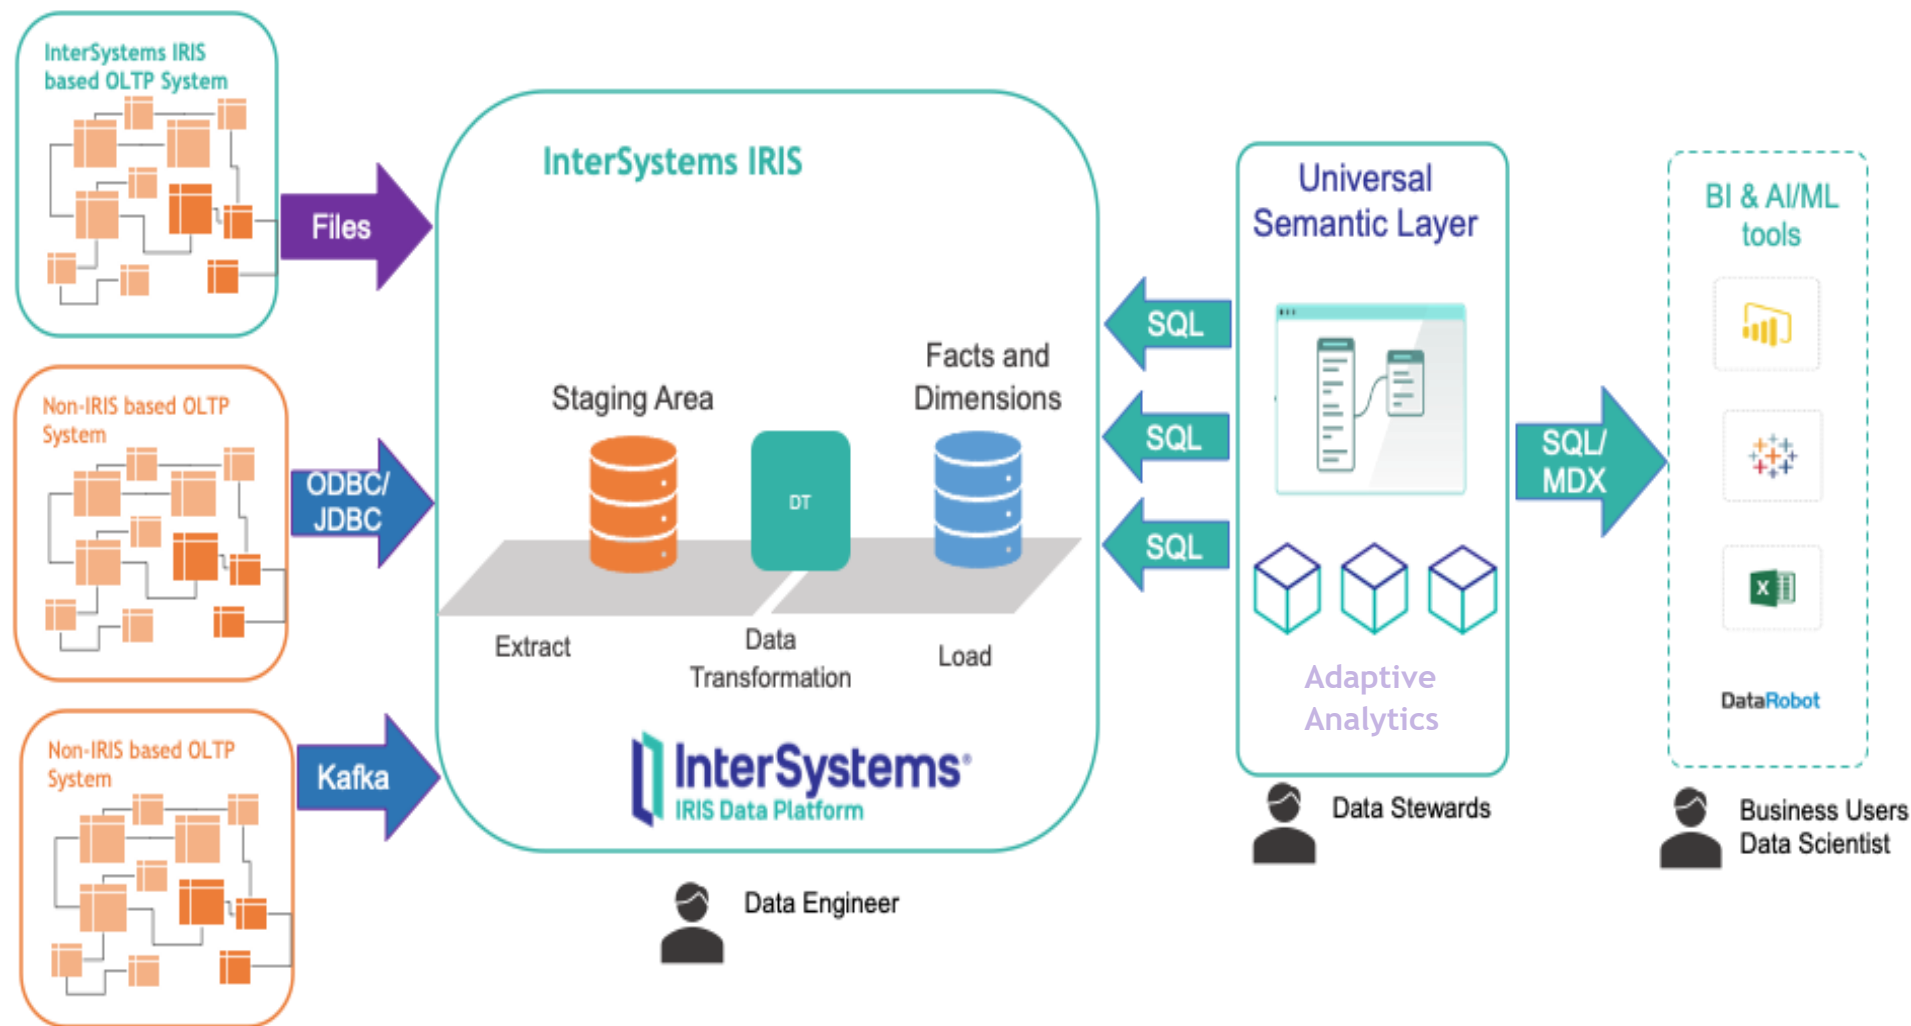 InterSystems IRIS
based OLTP System
Files
Non-IRIS based OLTP
System
ODBC/
JDBC
Non-IRIS based OLTP
System
Kafka
InterSystems IRIS
Staging Area
Facts and
Dimensions
DT
Extract
Data
Transformation
Load
InterSystems®
IRIS Data Platform
Data Engineer
SQL
SQL
SQL
Universal
Semantic Layer
Adaptive
Analytics
Data Stewards
SQL/
MDX
BI & AI/ML
tools
X
DataRobot
Business Users
Data Scientist